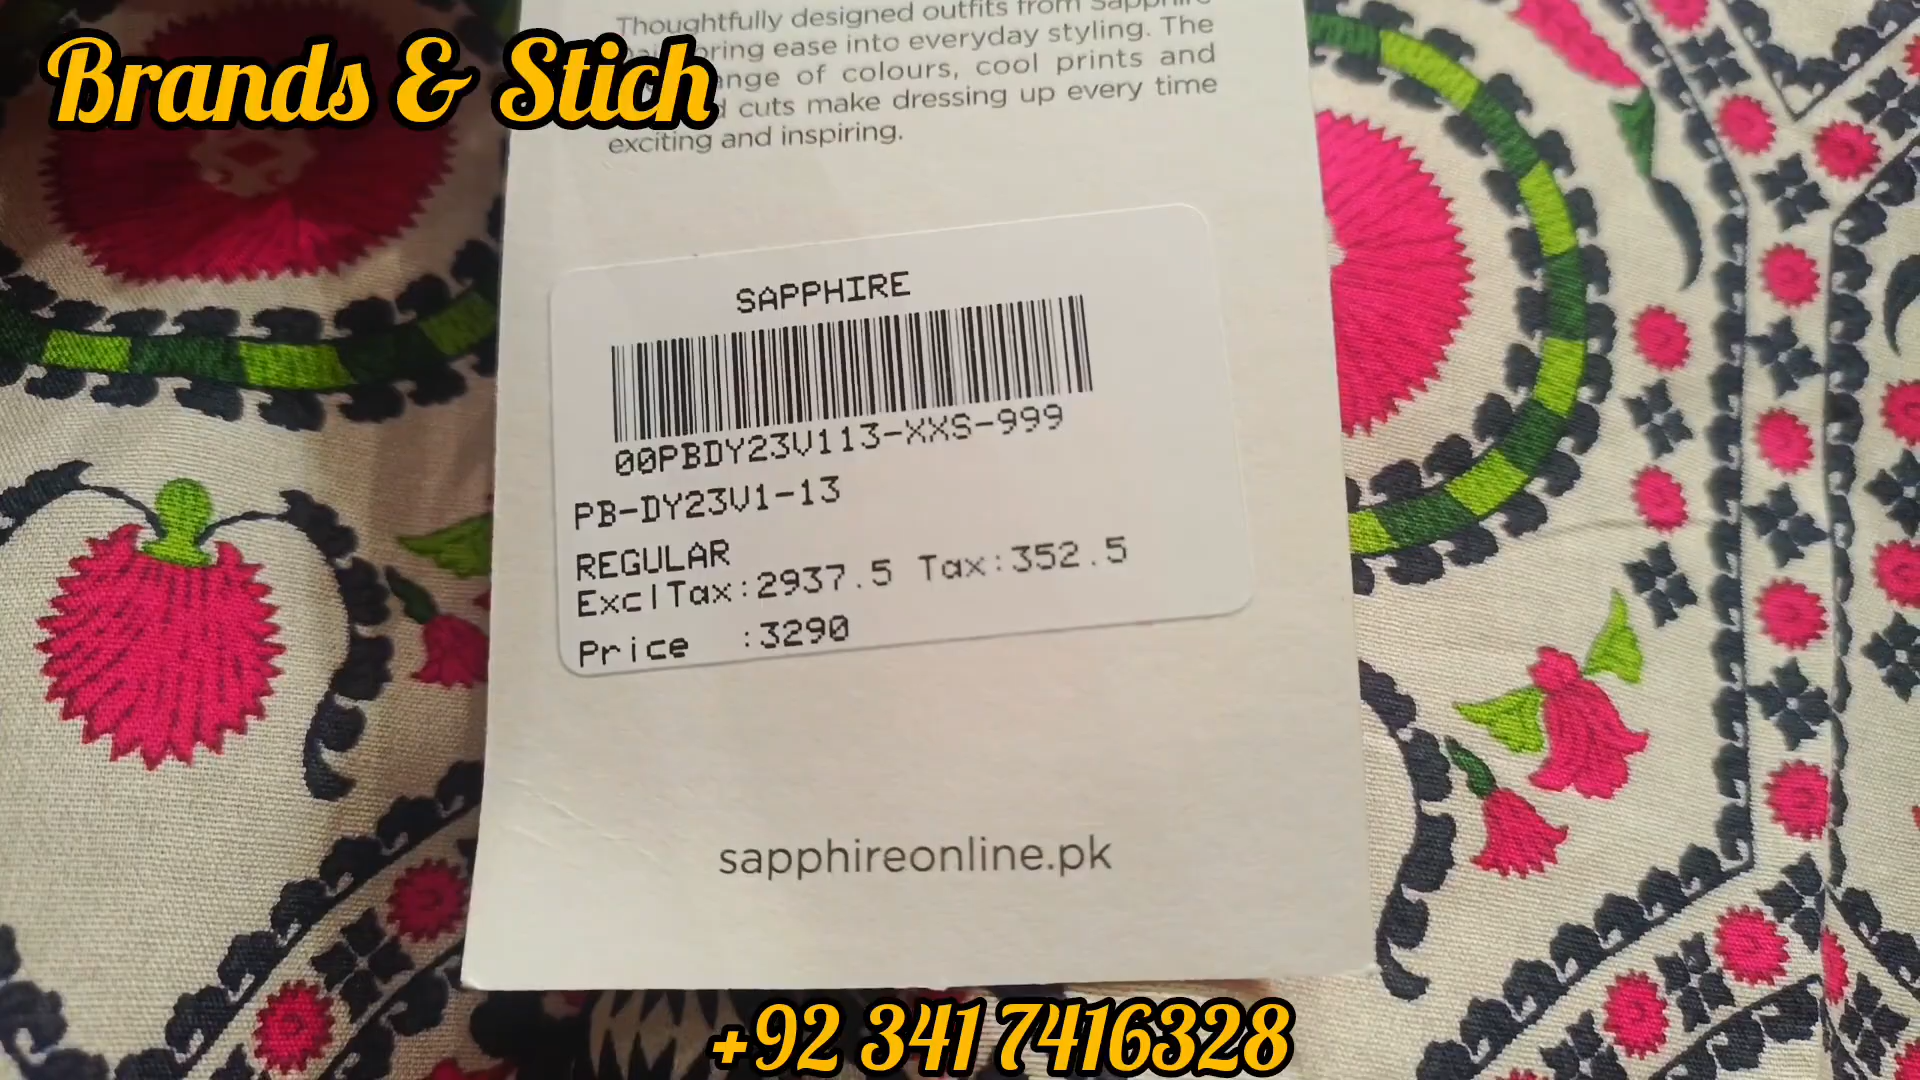 Brands & Stich
Thoughtfully designed outfits from Sapphire
bring ease into everyday styling. The
of colours, cool prints and
cuts make dressing up every time
exciting and inspiring.
SAPPHIRE
00PBDY23V113-XXS-999
PB-DY23V1-13
REGULAR
ExclTax:2937.5 Tax:352.5
Price :3290
sapphireonline.pk
+92 341 7416328